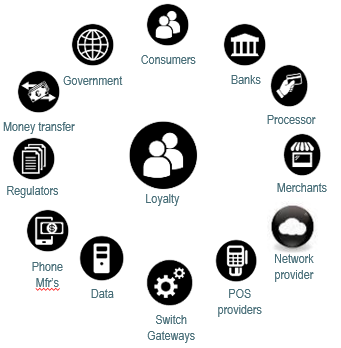 Consumers
Government
Banks
Money transfer
Processor
Regulators
Loyalty
Merchants
Phone
Mfr's
Data
Switch
Gateways
POS
providers
Network
provider